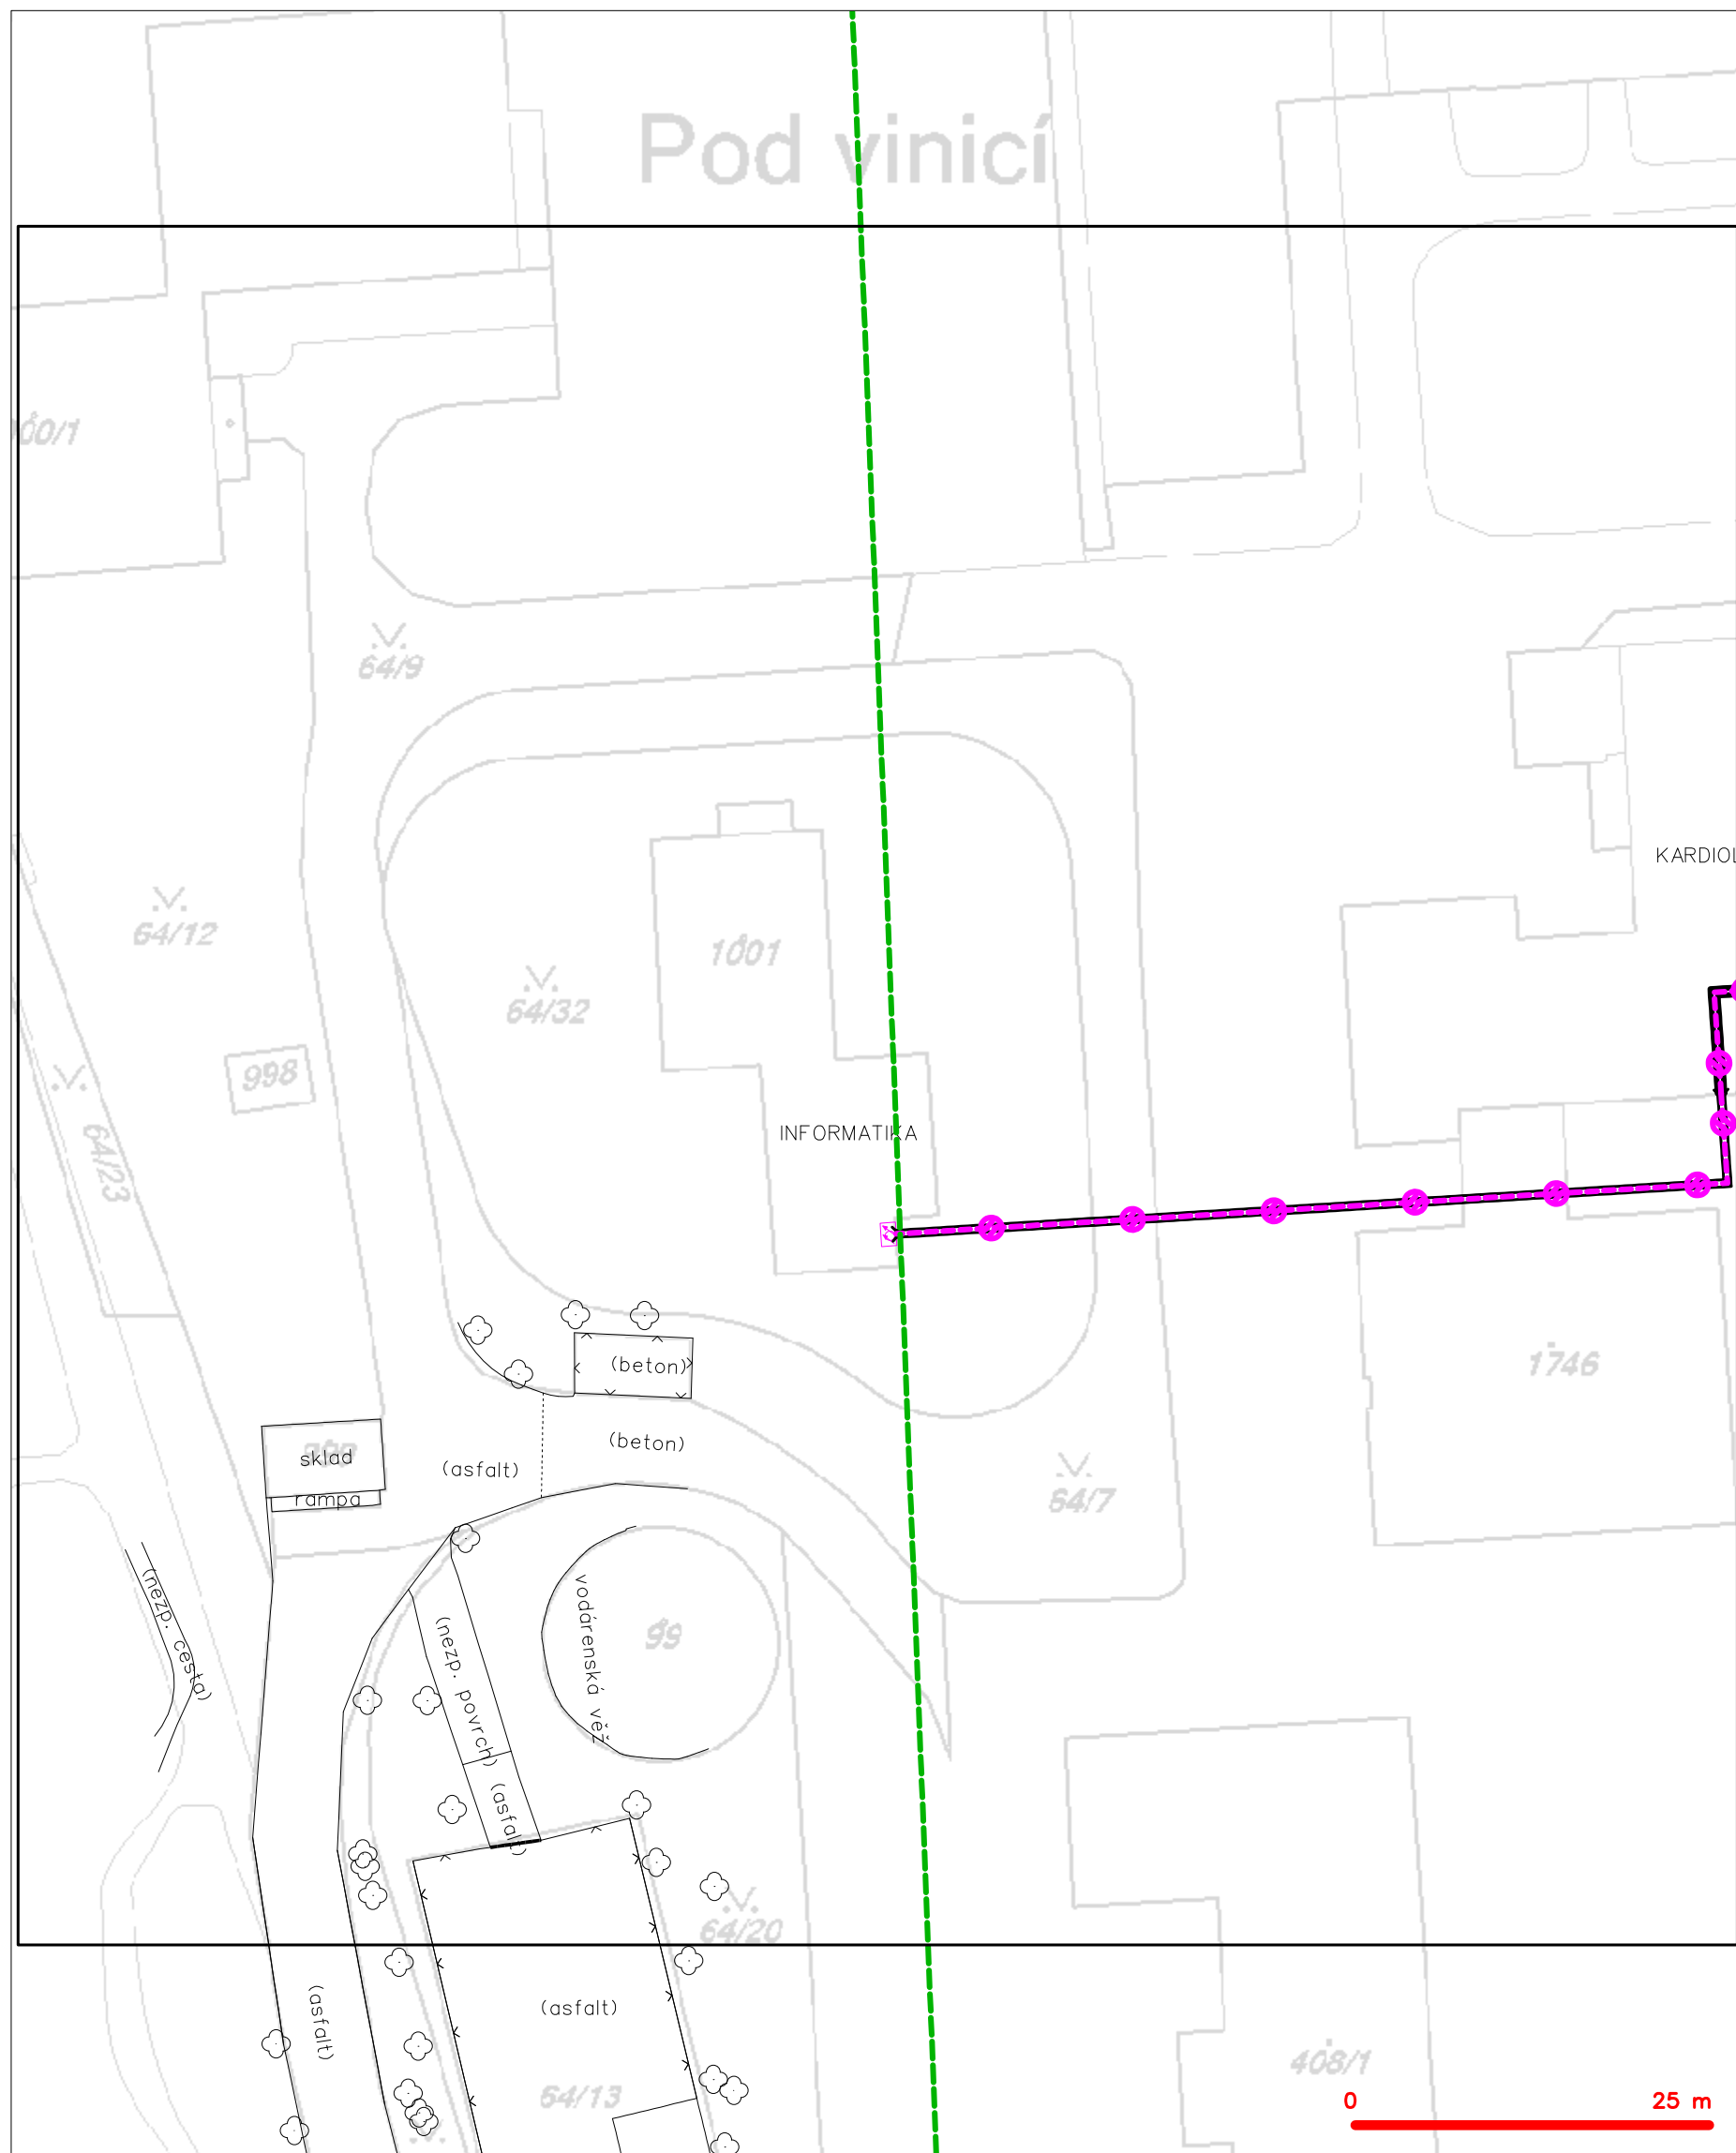 Pod vinicí
64/9
KARDIOL
64/12
1001
64/32
998
64/23
INFORMATIKA
(beton)
1746
(beton)
sklad
(asfalt)
rampa
64/7
(nezp. cesta)
vodárenská věž
99
(nezp. povrch)
(asfalt)
64/20
(asfalt)
(asfalt)
408/1
64/13
0 25 m